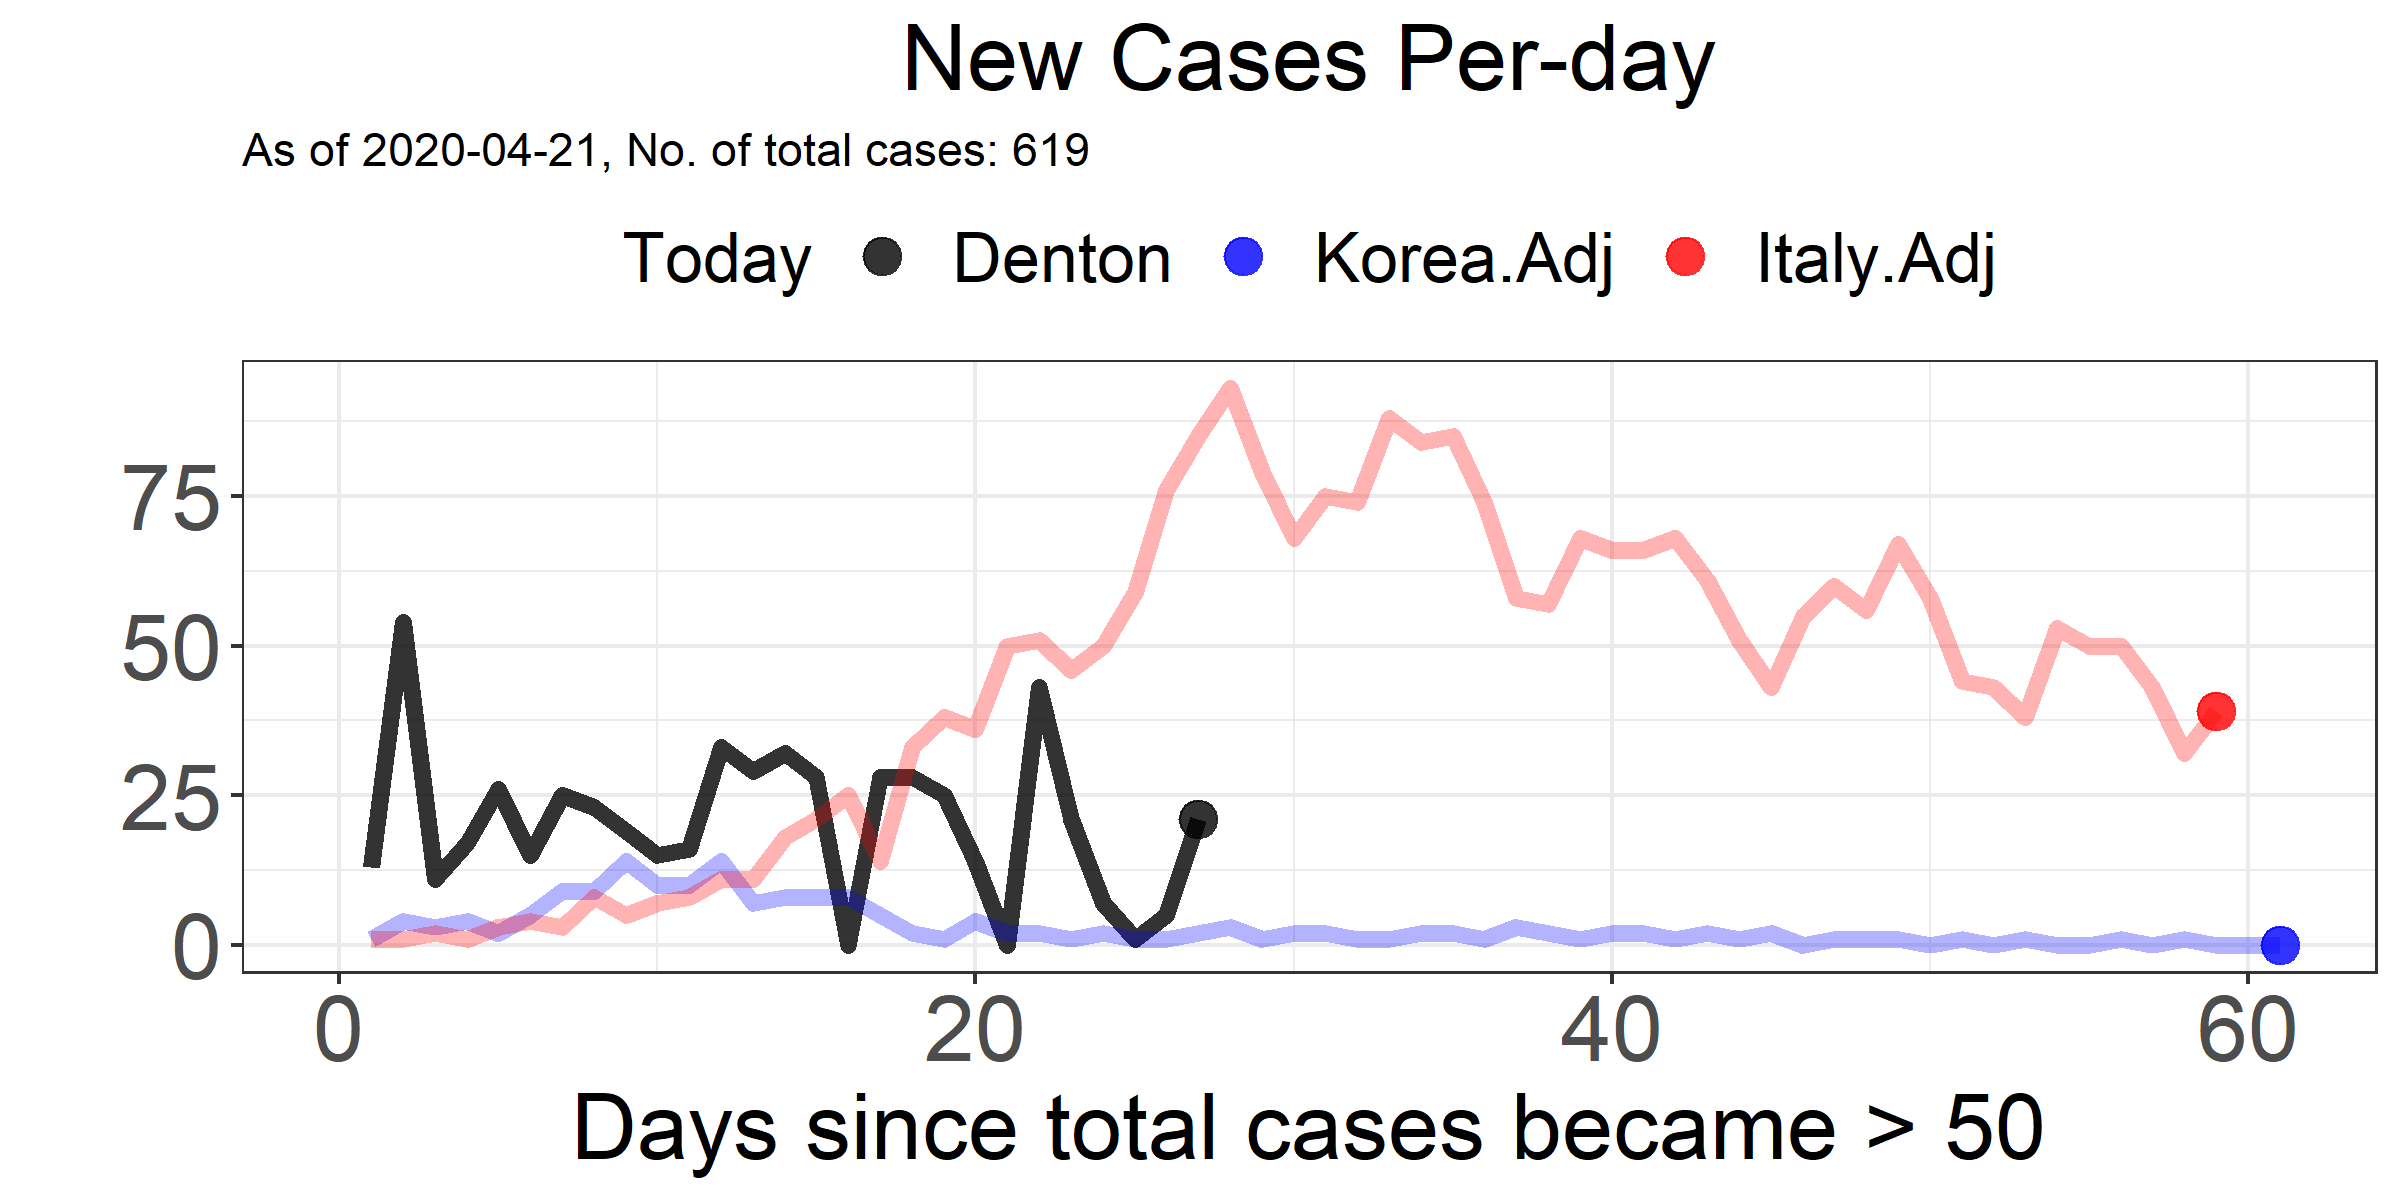 New Cases Per-day
As of 2020-04-21, No. of total cases: 619
Today Denton Korea.Adj Italy.Adj
75
50
25
0
0 20 40 60
Days since total cases became > 50